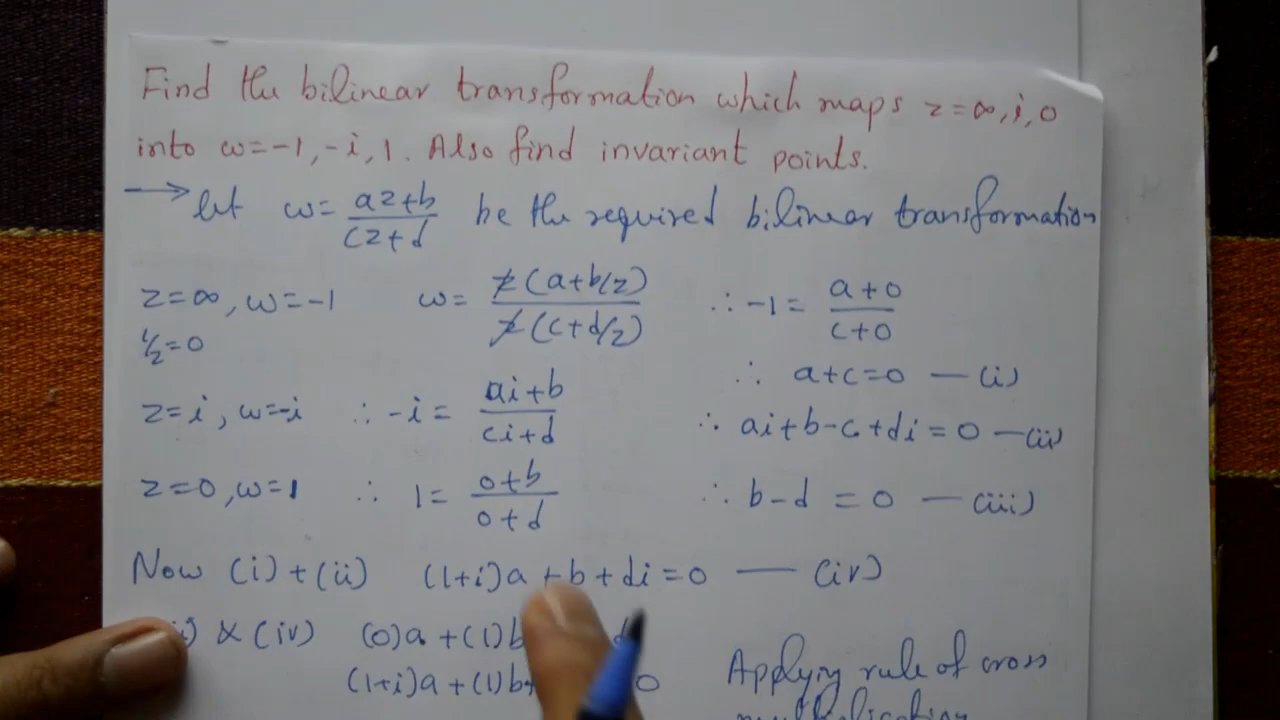 Find the bilinear transformation which maps z=∞,i,0
into w=-1,-i,1. Also find invariant points.
→ let w= az+b/cz+d be the required bilinear transformation
z=∞, w=-1 w= z(a+b/z)/z(c+d/z) ∴ -1= a+0/c+0
1/z=0
∴ a+c=0 —(i)
z=i, w=-i ∴ -i= ai+b/ci+d ∴ ai+b-c+di=0 —(ii)
z=0, w=1 ∴ 1= 0+b/0+d ∴ b-d=0 —(iii)
Now (i)+(ii) (1+i)a+b+di=0 —(iv)
) & (iv) (0)a+(1)b
(1+i)a+(1)b+ 0
Applying rule of cross
multiplication